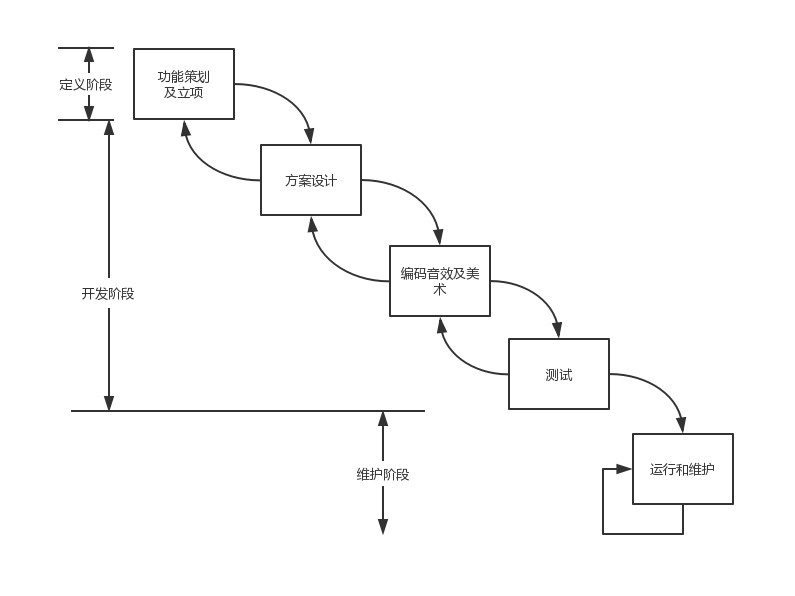 功能策划
及立项
定义阶段
方案设计
编码音效及美
术
开发阶段
测试
运行和维护
维护阶段